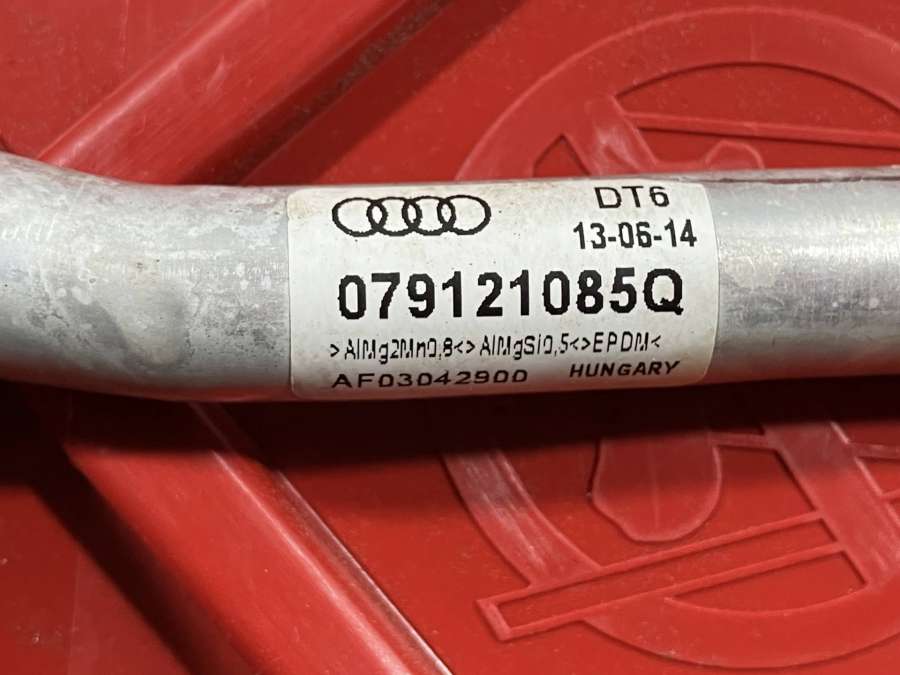 DT6
13-06-14
079121085Q
>AlMg2Mn0,8<>AlMgSi0,5<>EPDM<
AF03042900 HUNGARY